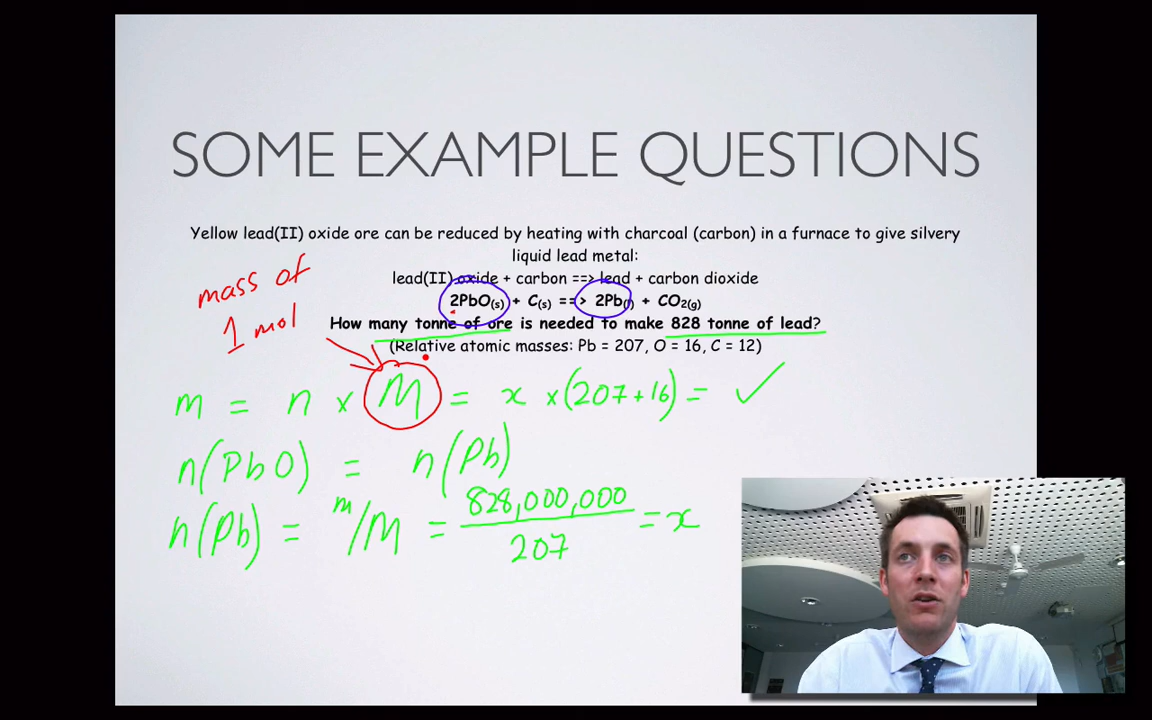 SOME EXAMPLE QUESTIONS
Yellow lead(II) oxide ore can be reduced by heating with charcoal (carbon) in a furnace to give silvery
liquid lead metal:
lead(II) oxide + carbon ==> lead + carbon dioxide
2PbO(s) + C(s) ==> 2Pb(l) + CO2(g)
How many tonne of ore is needed to make 828 tonne of lead?
(Relative atomic masses: Pb = 207, O = 16, C = 12)
mass of
1 mol
m = n × M = x × (207+16) = ✓
n(PbO) = n(Pb)
n(Pb) = m/M = 828,000,000 / 207 = x